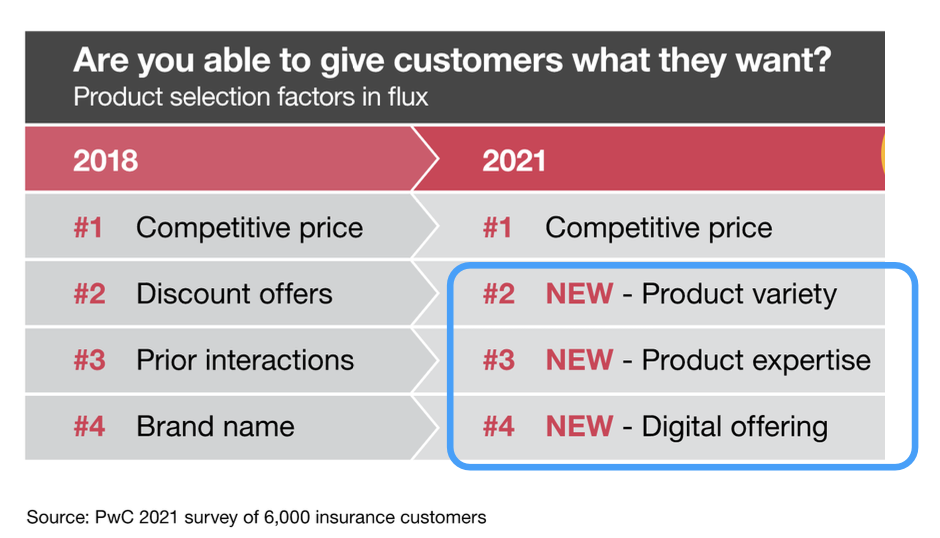 Are you able to give customers what they want?
Product selection factors in flux
2018 2021
#1 Competitive price #1 Competitive price
#2 Discount offers #2 NEW - Product variety
#3 Prior interactions #3 NEW - Product expertise
#4 Brand name #4 NEW - Digital offering
Source: PwC 2021 survey of 6,000 insurance customers